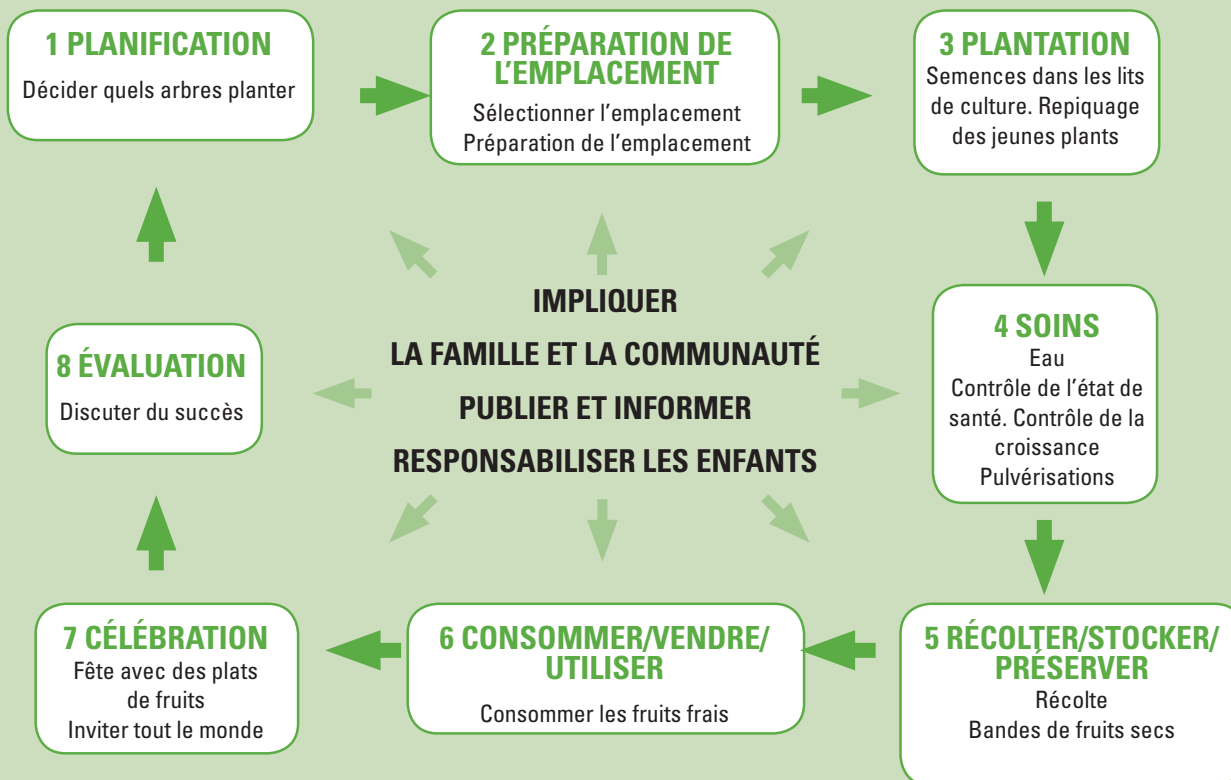 1 PLANIFICATION
Décider quels arbres planter
2 PRÉPARATION DE
L'EMPLACEMENT
Sélectionner l'emplacement
Préparation de l'emplacement
3 PLANTATION
Semences dans les lits
de culture. Repiquage
des jeunes plants
4 SOINS
Eau
Contrôle de l'état de
santé. Contrôle de la
croissance
Pulvérisations
5 RÉCOLTER/STOCKER/
PRÉSERVER
Récolte
Bandes de fruits secs
6 CONSOMMER/VENDRE/
UTILISER
Consommer les fruits frais
7 CÉLÉBRATION
Fête avec des plats
de fruits
Inviter tout le monde
8 ÉVALUATION
Discuter du succès
IMPLIQUER
LA FAMILLE ET LA COMMUNAUTÉ
PUBLIER ET INFORMER
RESPONSABILISER LES ENFANTS